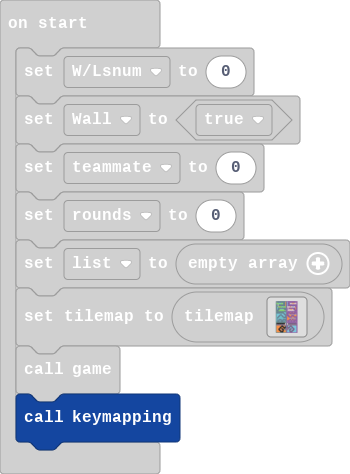 on start
set W/Lsnum to 0
set Wall to true
set teammate to 0
set rounds to 0
set list to empty array
set tilemap to tilemap
call game
call keymapping